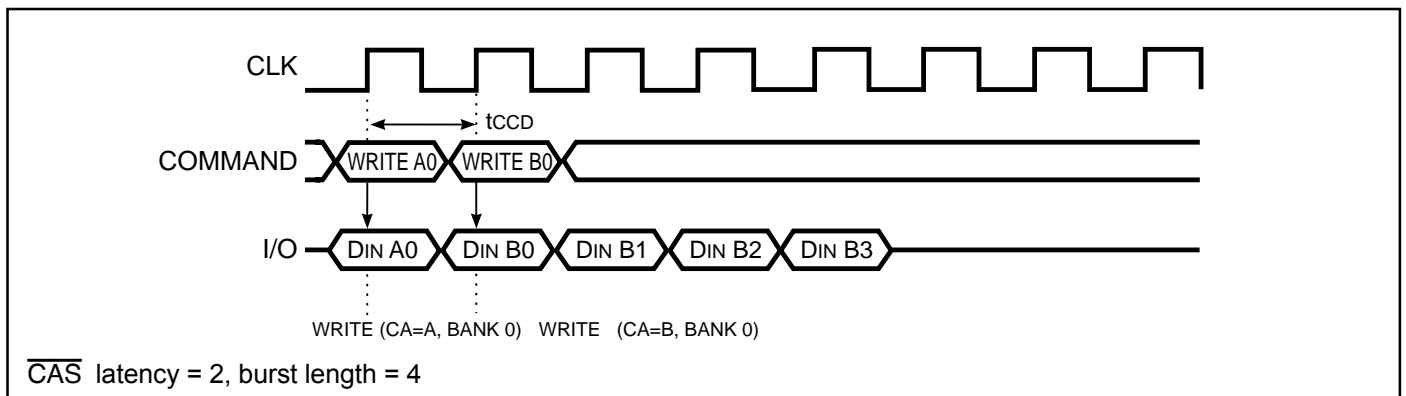 CLK
tCCD
COMMAND WRITE A0 WRITE B0
I/O DIN A0 DIN B0 DIN B1 DIN B2 DIN B3
WRITE (CA=A, BANK 0) WRITE (CA=B, BANK 0)
CAS latency = 2, burst length = 4